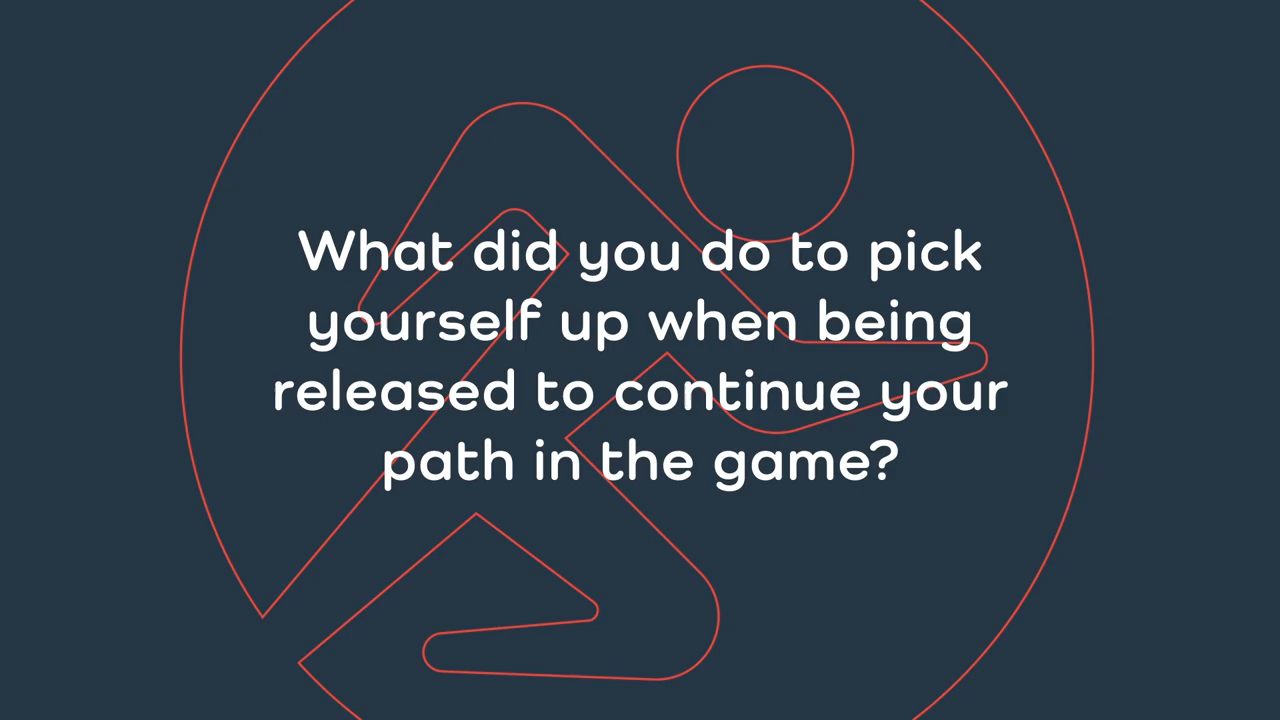 What did you do to pick
yourself up when being
released to continue your
path in the game?